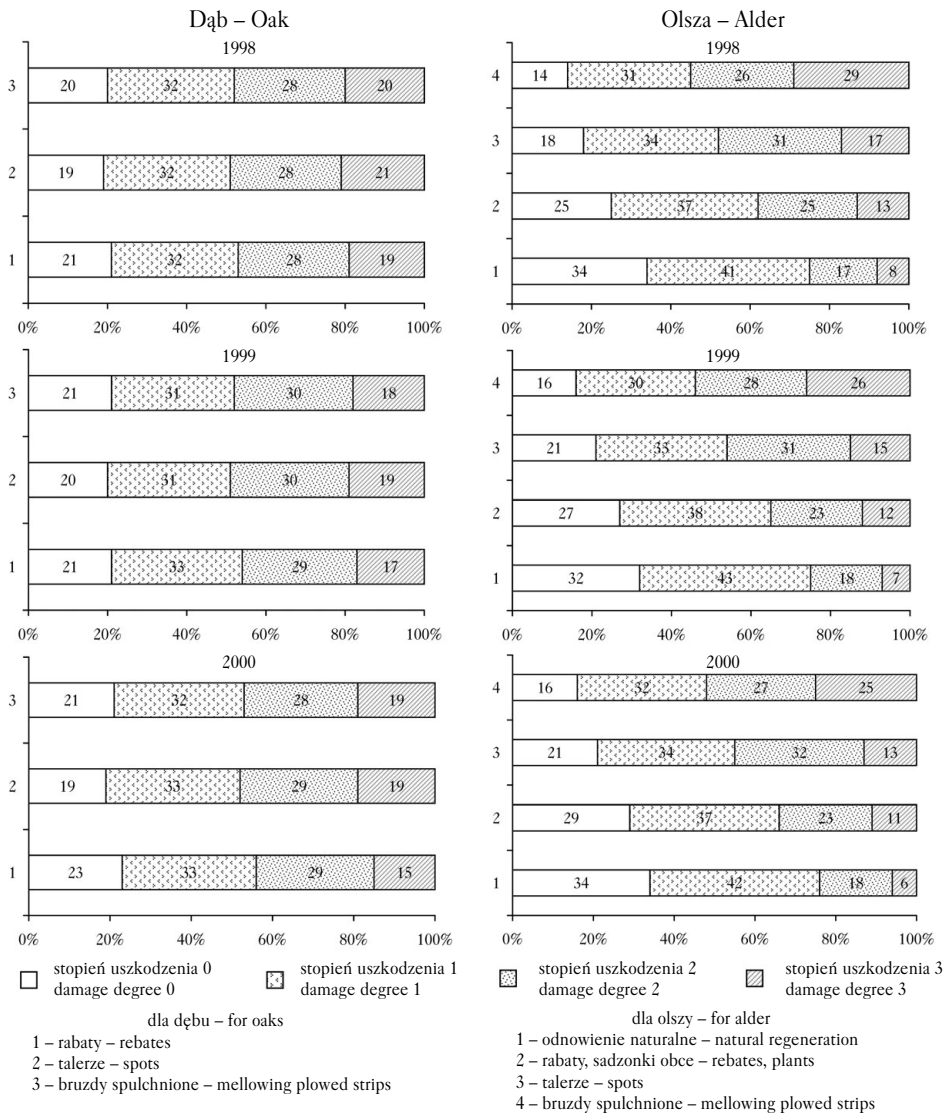 Dąb – Oak
1998
3 20 32 28 20
2 19 32 28 21
1 21 32 28 19
0% 20% 40% 60% 80% 100%
1999
3 21 31 30 18
2 20 31 30 19
1 21 33 29 17
0% 20% 40% 60% 80% 100%
2000
3 21 32 28 19
2 19 33 29 19
1 23 33 29 15
0% 20% 40% 60% 80% 100%
Olsza – Alder
1998
4 14 31 26 29
3 18 34 31 17
2 25 37 25 13
1 34 41 17 8
0% 20% 40% 60% 80% 100%
1999
4 16 30 28 26
3 21 33 31 15
2 27 38 23 12
1 32 43 18 7
0% 20% 40% 60% 80% 100%
2000
4 16 32 27 25
3 21 34 32 13
2 29 37 23 11
1 34 42 18 6
0% 20% 40% 60% 80% 100%
stopień uszkodzenia 0
damage degree 0
stopień uszkodzenia 1
damage degree 1
stopień uszkodzenia 2
damage degree 2
stopień uszkodzenia 3
damage degree 3
dla dębu – for oaks
1 – rabaty – rebates
2 – talerze – spots
3 – bruzdy spulchnione – mellowing plowed strips
dla olszy – for alder
1 – odnowienie naturalne – natural regeneration
2 – rabaty, sadzonki obce – rebates, plants
3 – talerze – spots
4 – bruzdy spulchnione – mellowing plowed strips